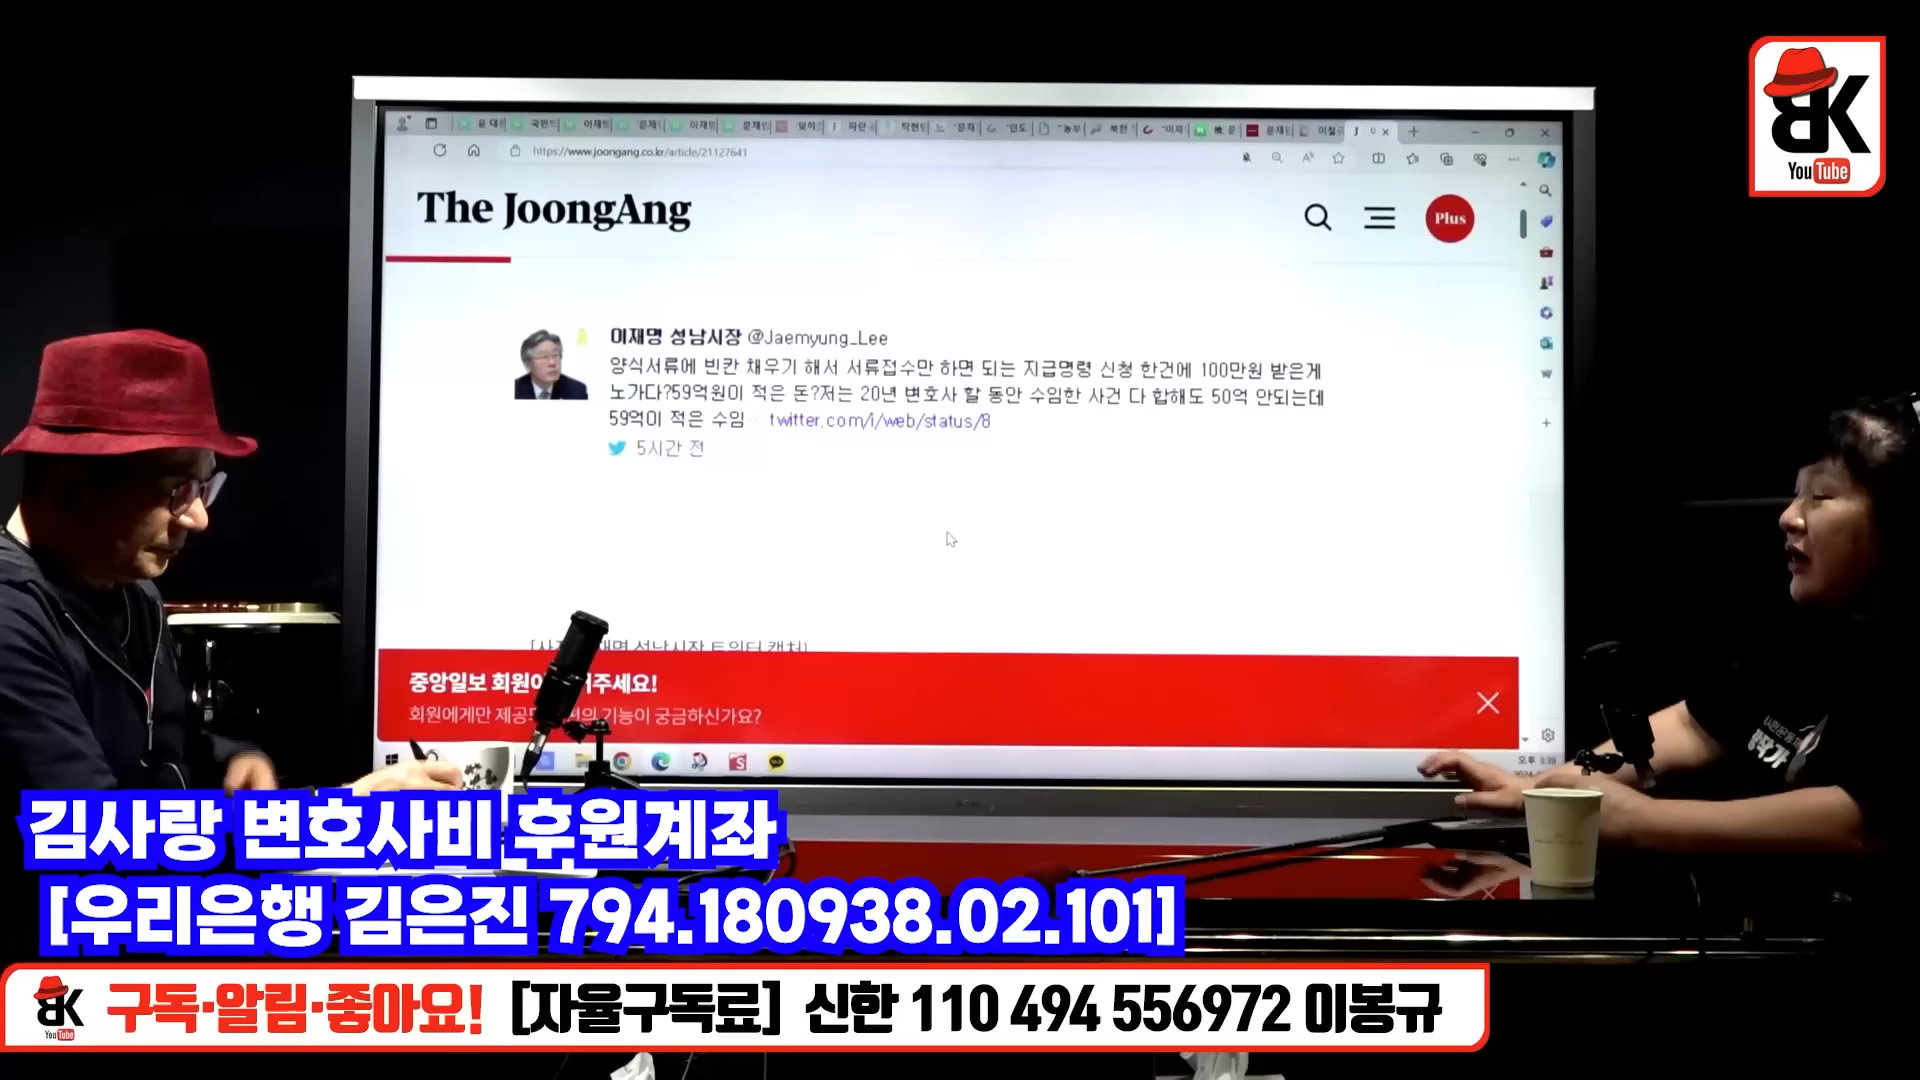 BK
YouTube
https://www.joongang.co.kr/article/21127641
The JoongAng
Plus
이재명 성남시장 @Jaemyung_Lee
양식서류에 빈칸 채우기 해서 서류접수만 하면 되는 지급명령 신청 한건에 100만원 받은게
노가다?59억원이 적은 돈?저는 20년 변호사 할 동안 수임한 사건 다 합해도 50억 안되는데
59억이 적은 수임… twitter.com/i/web/status/8
5시간 전
중앙일보 회원이
주세요!
회원에게만 제공
기능이 궁금하신가요?
김사랑 변호사비 후원계좌
[우리은행 김은진 794.180938.02.101]
BK
YouTube
구독·알림·좋아요! [자율구독료] 신한 110 494 556972 이봉규